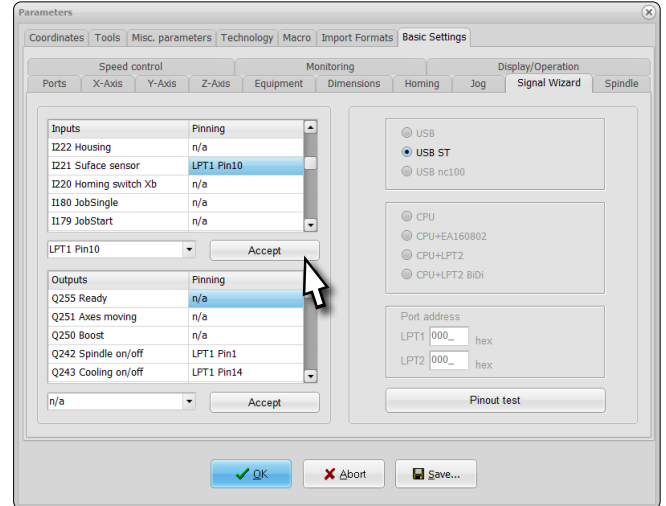 Parameters
Coordinates Tools Misc. parameters Technology Macro Import Formats Basic Settings
Speed control Monitoring Display/Operation
Ports X-Axis Y-Axis Z-Axis Equipment Dimensions Homing Jog Signal Wizard Spindle
Inputs Pinning
I222 Housing n/a
I221 Suface sensor LPT1 Pin10
I220 Homing switch Xb n/a
I180 JobSingle n/a
I179 JobStart n/a
LPT1 Pin10 Accept
Outputs Pinning
Q255 Ready n/a
Q251 Axes moving n/a
Q250 Boost n/a
Q242 Spindle on/off LPT1 Pin1
Q243 Cooling on/off LPT1 Pin14
n/a Accept
USB
USB ST
USB nc100
CPU
CPU+EA160802
CPU+LPT2
CPU+LPT2 BiDi
Port address
LPT1 000_ hex
LPT2 000_ hex
Pinout test
OK Abort Save...